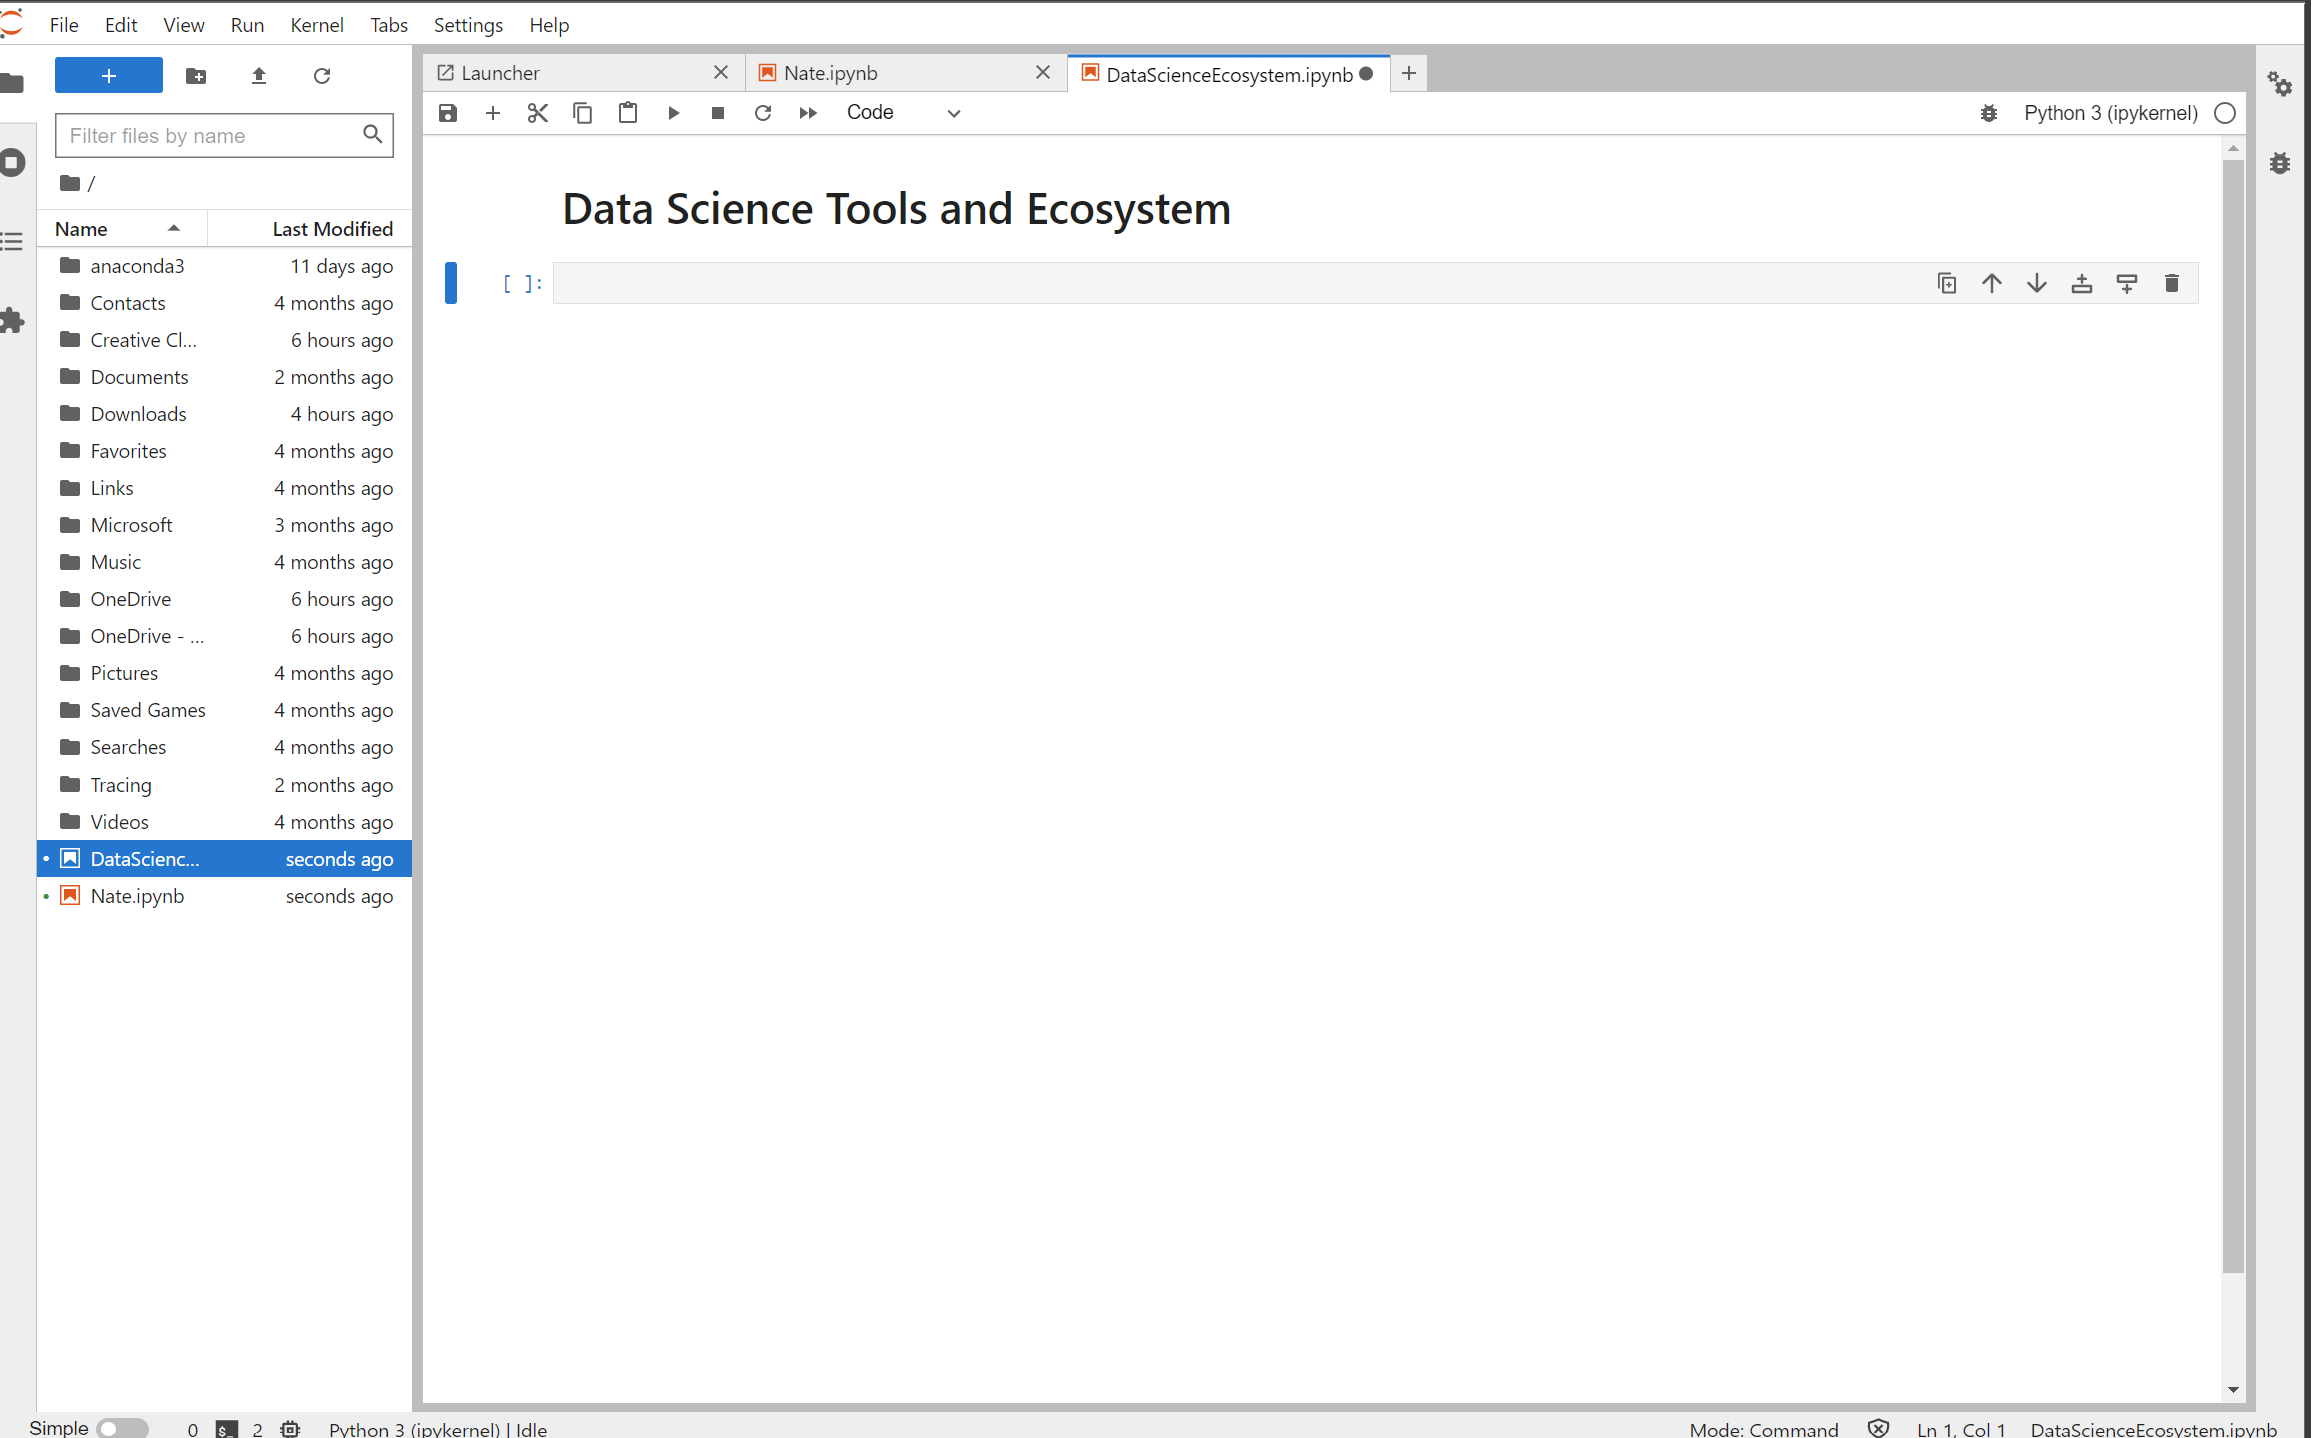 File Edit View Run Kernel Tabs Settings Help
Launcher Nate.ipynb DataScienceEcosystem.ipynb
Code Python 3 (ipykernel)
Filter files by name
/
Name Last Modified
anaconda3 11 days ago
Contacts 4 months ago
Creative Cl... 6 hours ago
Documents 2 months ago
Downloads 4 hours ago
Favorites 4 months ago
Links 4 months ago
Microsoft 3 months ago
Music 4 months ago
OneDrive 6 hours ago
OneDrive - ... 6 hours ago
Pictures 4 months ago
Saved Games 4 months ago
Searches 4 months ago
Tracing 2 months ago
Videos 4 months ago
DataScienc... seconds ago
Nate.ipynb seconds ago
Data Science Tools and Ecosystem
[ ]:
Simple 0 $_ 2 Python 3 (ipykernel) | Idle Mode: Command Ln 1, Col 1 DataScienceEcosystem.ipynb